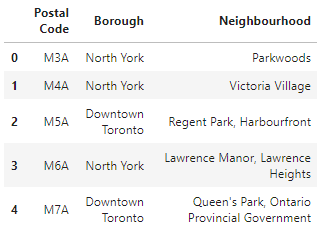 Postal Code Borough Neighbourhood
0 M3A North York Parkwoods
1 M4A North York Victoria Village
2 M5A Downtown Toronto Regent Park, Harbourfront
3 M6A North York Lawrence Manor, Lawrence Heights
4 M7A Downtown Toronto Queen's Park, Ontario Provincial Government